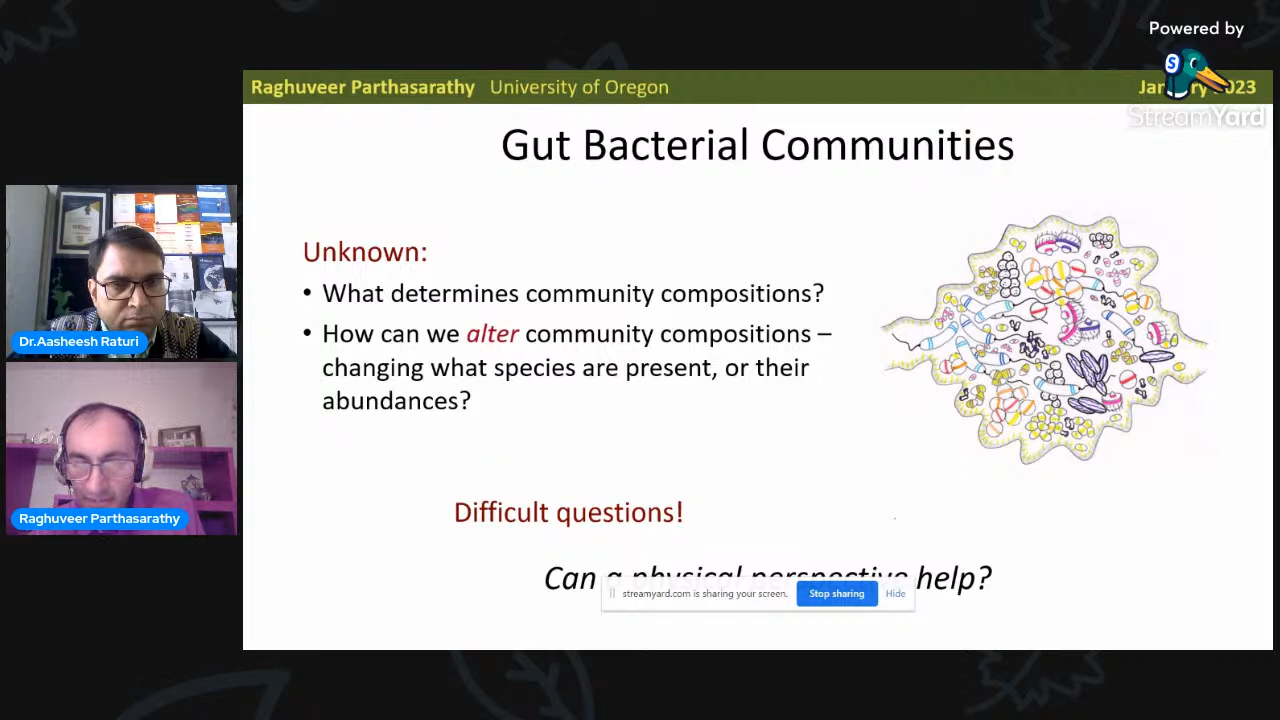 Powered by
StreamYard
Raghuveer Parthasarathy University of Oregon
2023
Gut Bacterial Communities
Unknown:
• What determines community compositions?
• How can we alter community compositions –
changing what species are present, or their
abundances?
Difficult questions!
Can a physical perspective help?
streamyard.com is sharing your screen. Stop sharing Hide
Dr.Aasheesh Raturi
Raghuveer Parthasarathy